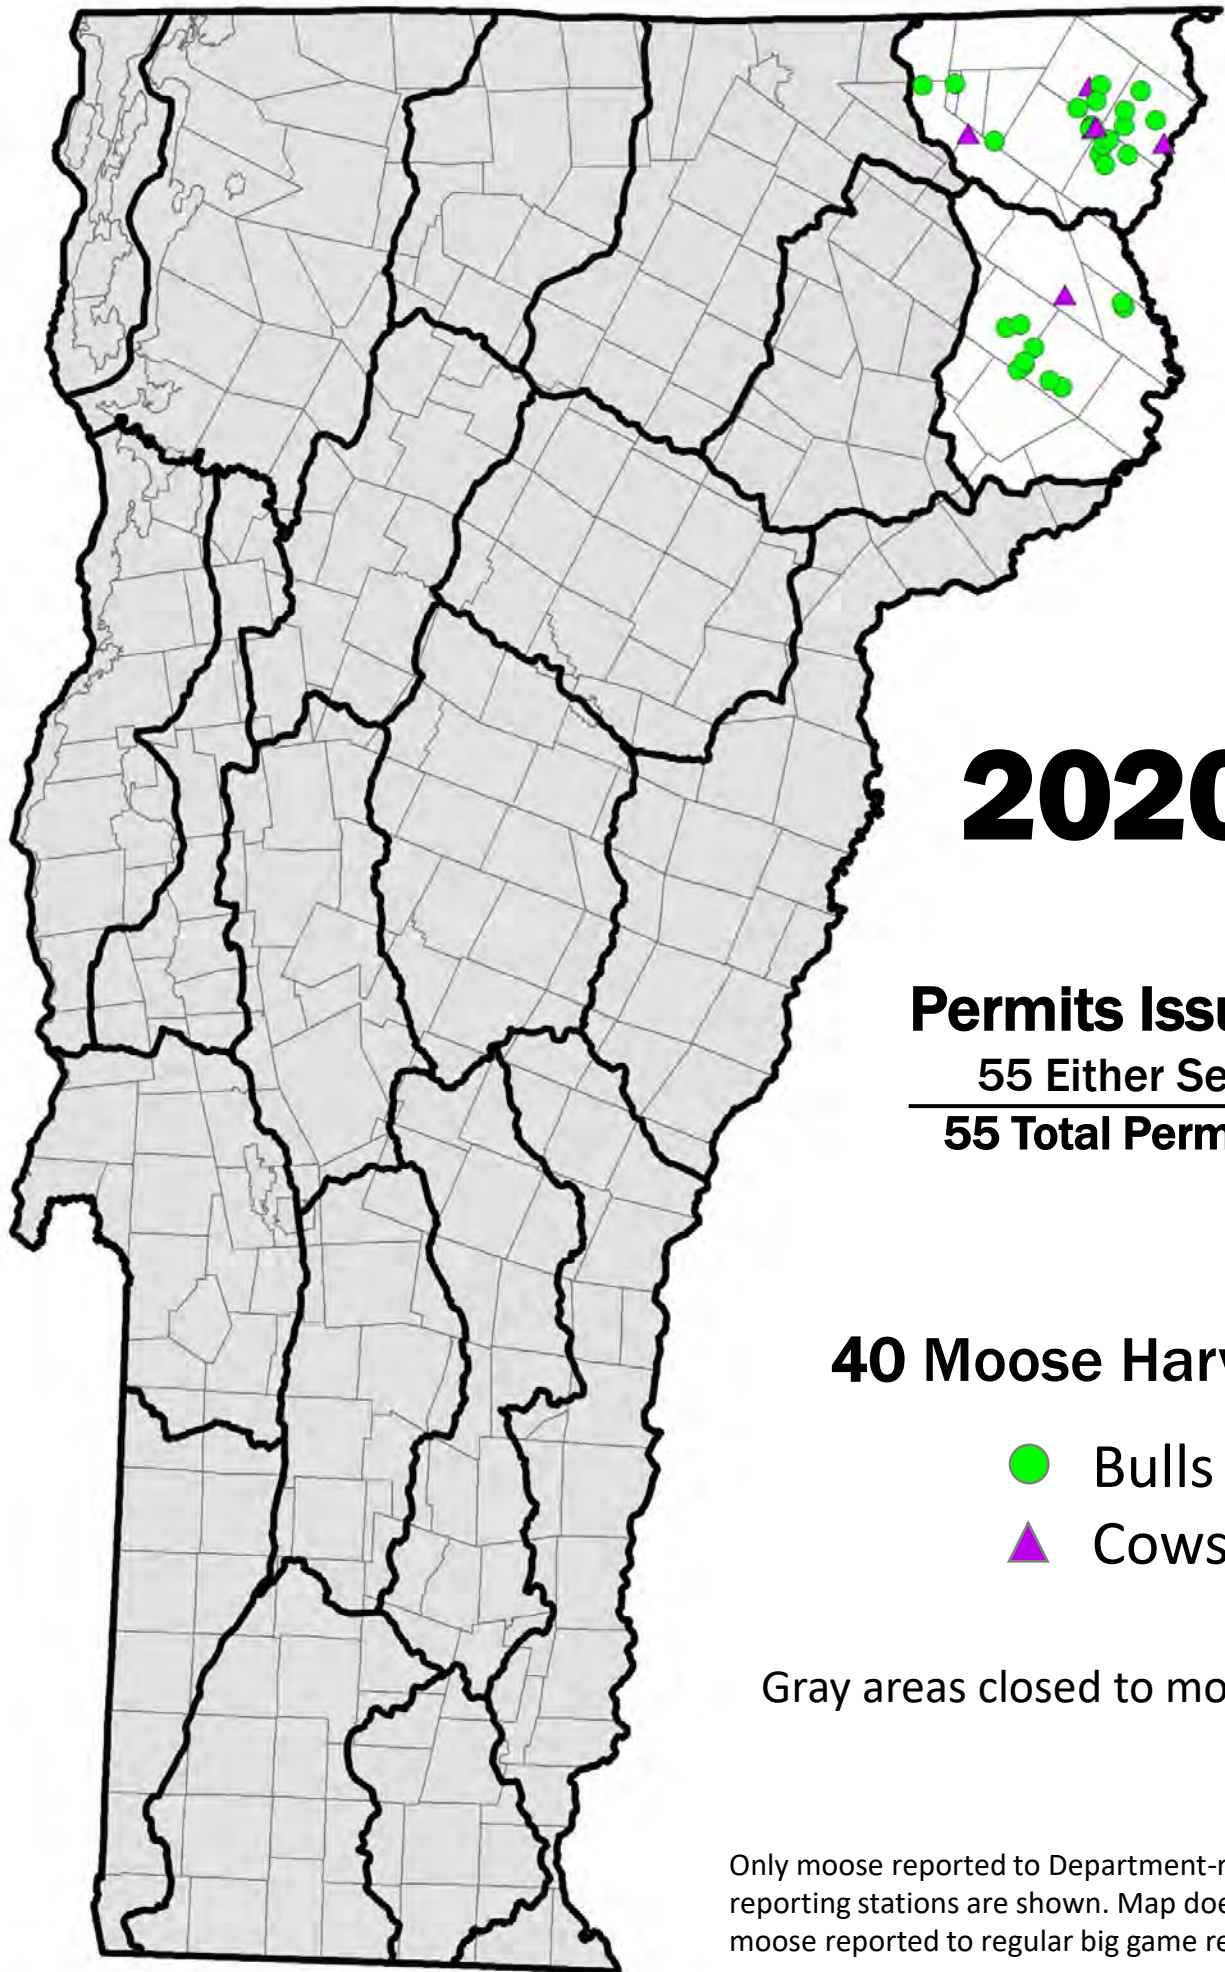 2020
Permits Issu
55 Either Se
55 Total Perm
40 Moose Harv
Bulls
Cows
Gray areas closed to mo
Only moose reported to Department-r
reporting stations are shown. Map doe
moose reported to regular big game re